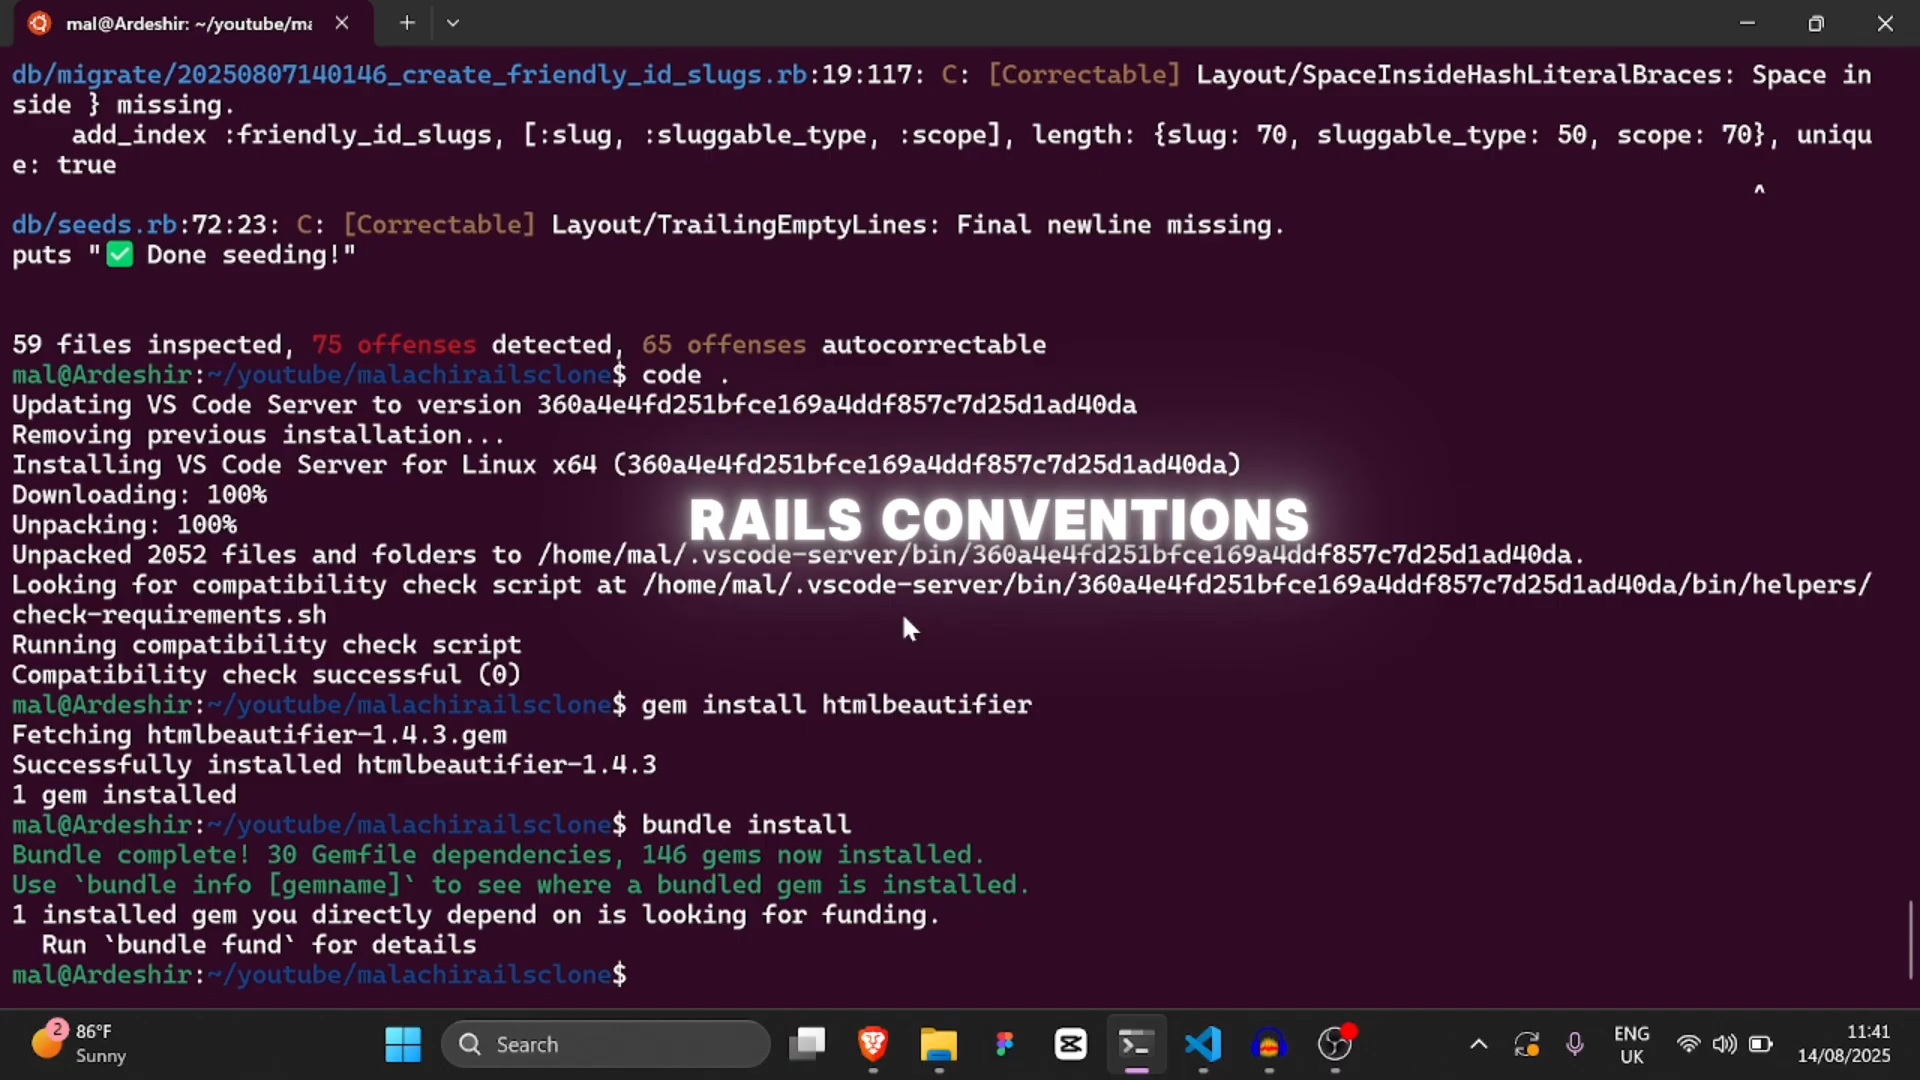 mal@Ardeshir: ~/youtube/ma
db/migrate/20250807140146_create_friendly_id_slugs.rb:19:117: C: [Correctable] Layout/SpaceInsideHashLiteralBraces: Space in
side } missing.
    add_index :friendly_id_slugs, [:slug, :sluggable_type, :scope], length: {slug: 70, sluggable_type: 50, scope: 70}, uniqu
e: true
^
db/seeds.rb:72:23: C: [Correctable] Layout/TrailingEmptyLines: Final newline missing.
puts "✅ Done seeding!"
59 files inspected, 75 offenses detected, 65 offenses autocorrectable
mal@Ardeshir:~/youtube/malachirailsclone$ code .
Updating VS Code Server to version 360a4e4fd251bfce169a4ddf857c7d25d1ad40da
Removing previous installation...
Installing VS Code Server for Linux x64 (360a4e4fd251bfce169a4ddf857c7d25d1ad40da)
Downloading: 100%
Unpacking: 100%
RAILS CONVENTIONS
Unpacked 2052 files and folders to /home/mal/.vscode-server/bin/360a4e4fd251bfce169a4ddf857c7d25d1ad40da.
Looking for compatibility check script at /home/mal/.vscode-server/bin/360a4e4fd251bfce169a4ddf857c7d25d1ad40da/bin/helpers/
check-requirements.sh
Running compatibility check script
Compatibility check successful (0)
mal@Ardeshir:~/youtube/malachirailsclone$ gem install htmlbeautifier
Fetching htmlbeautifier-1.4.3.gem
Successfully installed htmlbeautifier-1.4.3
1 gem installed
mal@Ardeshir:~/youtube/malachirailsclone$ bundle install
Bundle complete! 30 Gemfile dependencies, 146 gems now installed.
Use `bundle info [gemname]` to see where a bundled gem is installed.
1 installed gem you directly depend on is looking for funding.
  Run `bundle fund` for details
mal@Ardeshir:~/youtube/malachirailsclone$
2
86°F
Sunny
Search
ENG
UK
11:41
14/08/2025